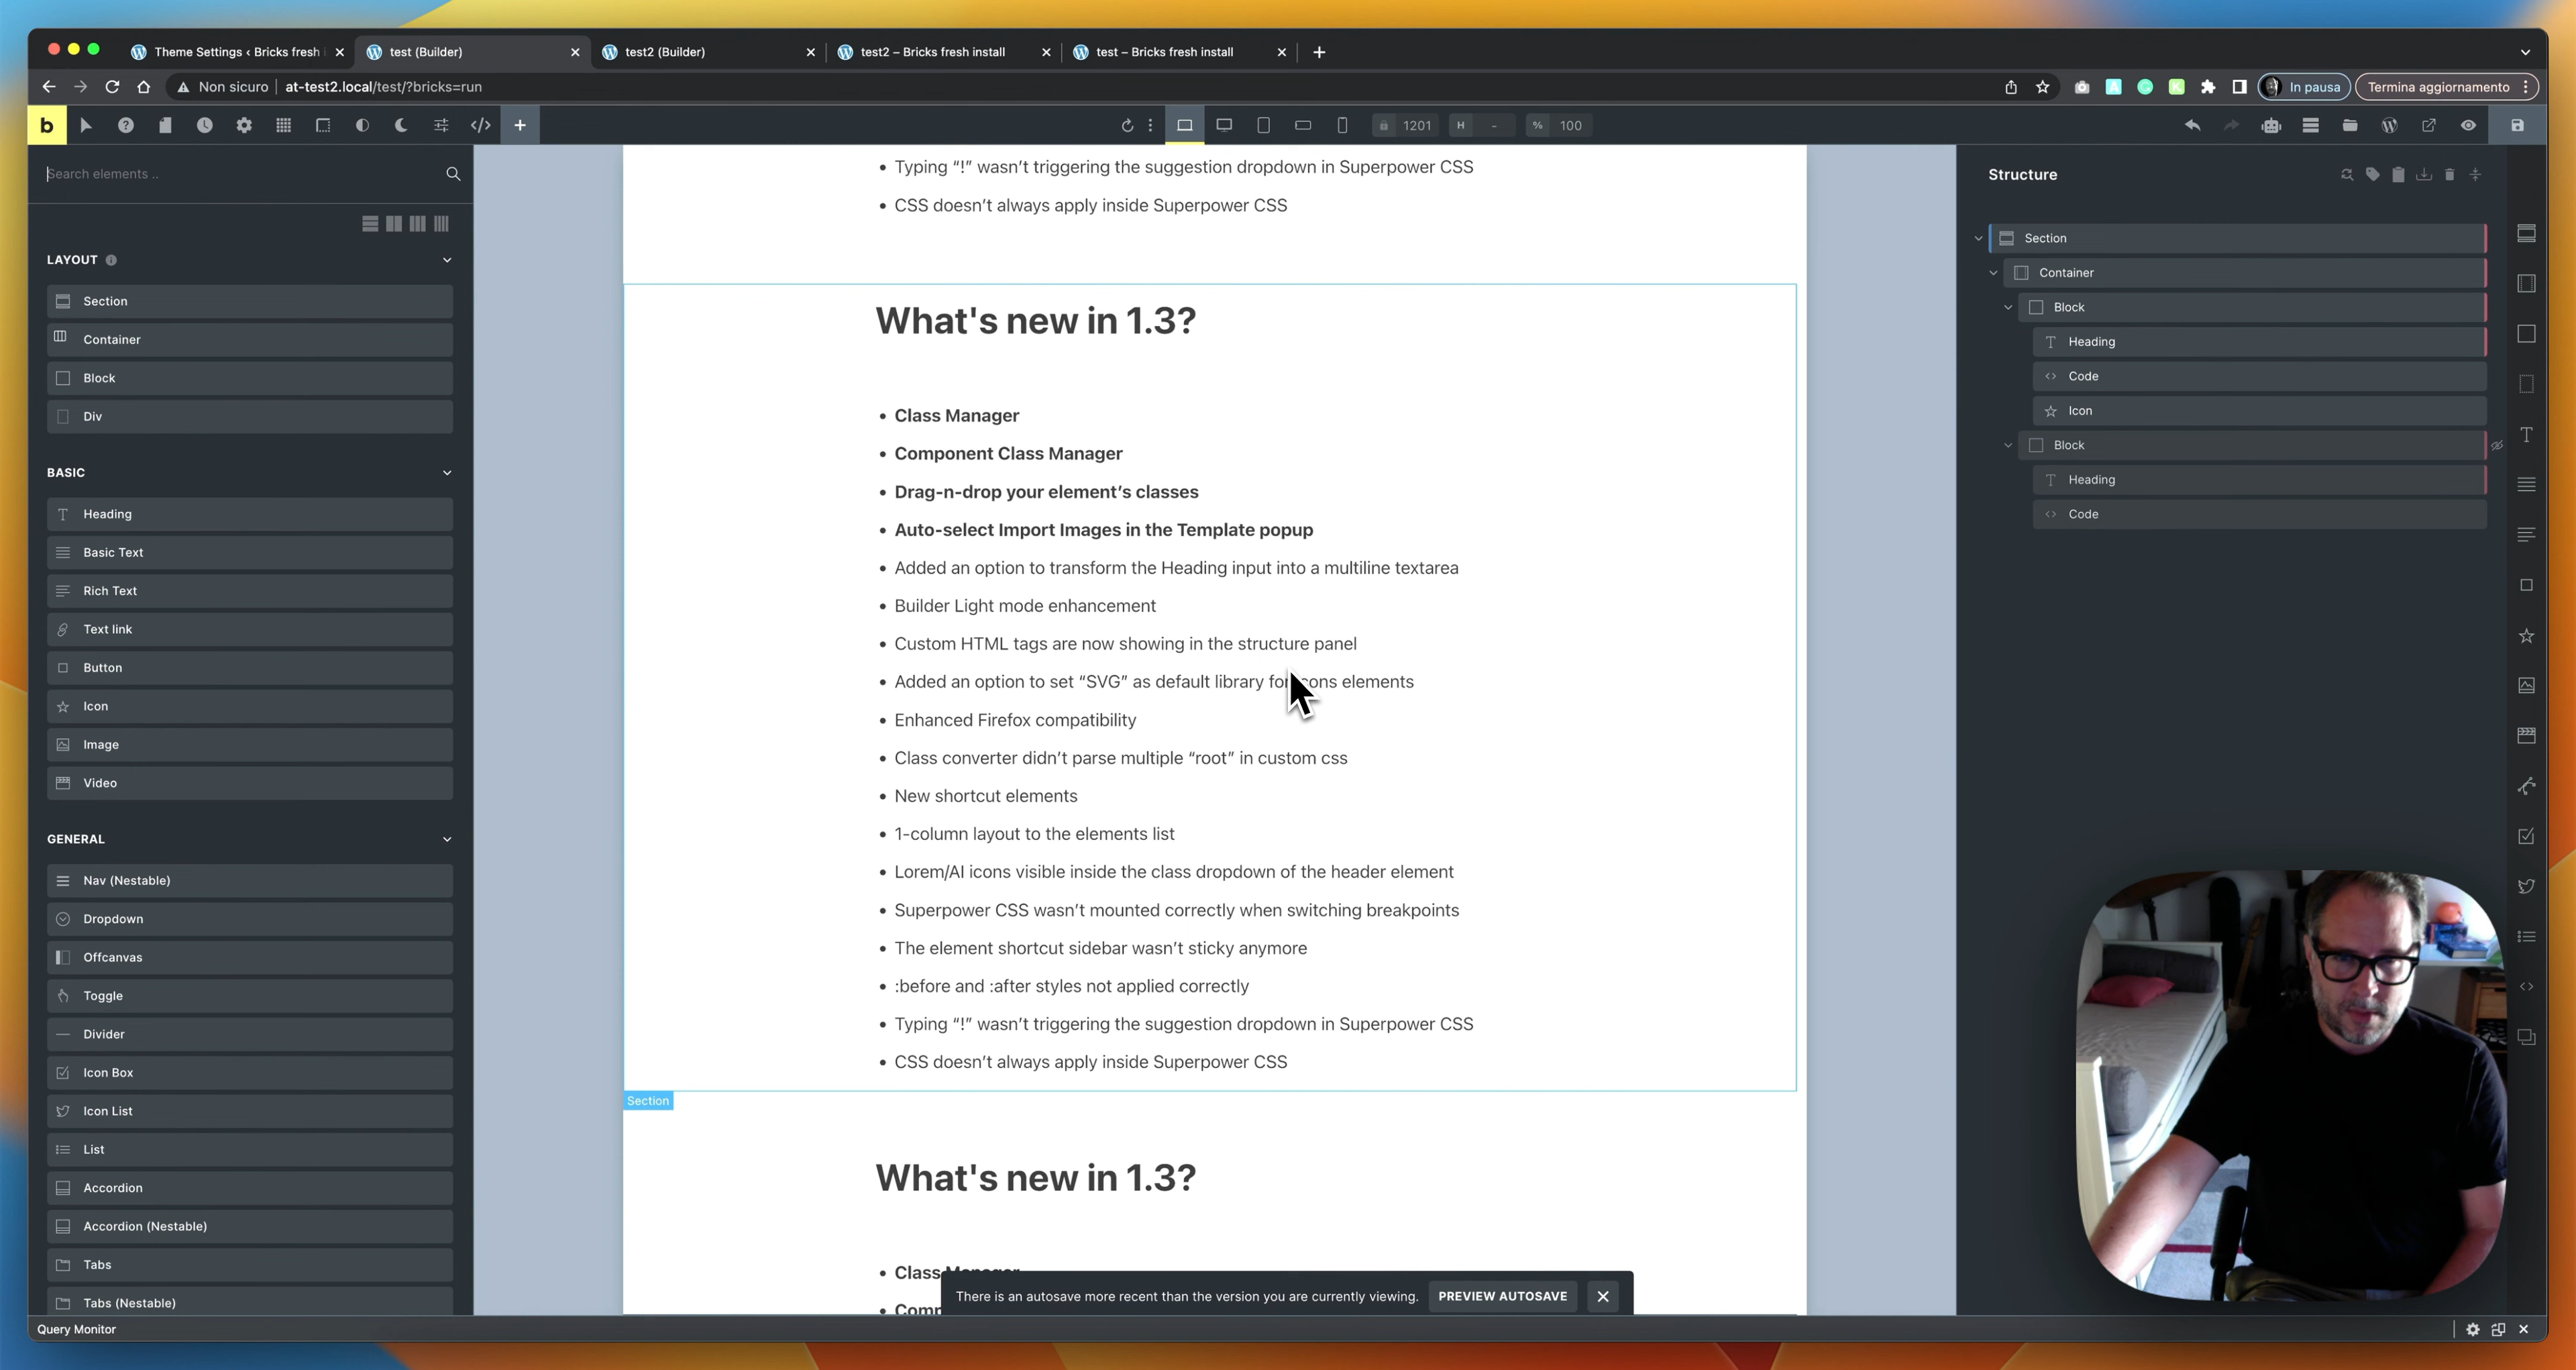 Theme Settings ‹ Bricks fresh
test (Builder)
test2 (Builder)
test2 – Bricks fresh install
test – Bricks fresh install
Non sicuro
at-test2.local/test/?bricks=run
In pausa
Termina aggiornamento
b
1201
H
-
%
100
Search elements ..
LAYOUT
Section
Container
Block
Div
BASIC
Heading
Basic Text
Rich Text
Text link
Button
Icon
Image
Video
GENERAL
Nav (Nestable)
Dropdown
Offcanvas
Toggle
Divider
Icon Box
Icon List
List
Accordion
Accordion (Nestable)
Tabs
Tabs (Nestable)
• Typing “!” wasn’t triggering the suggestion dropdown in Superpower CSS
• CSS doesn’t always apply inside Superpower CSS
What's new in 1.3?
• Class Manager
• Component Class Manager
• Drag-n-drop your element’s classes
• Auto-select Import Images in the Template popup
• Added an option to transform the Heading input into a multiline textarea
• Builder Light mode enhancement
• Custom HTML tags are now showing in the structure panel
• Added an option to set “SVG” as default library for icons elements
• Enhanced Firefox compatibility
• Class converter didn’t parse multiple “root” in custom css
• New shortcut elements
• 1-column layout to the elements list
• Lorem/AI icons visible inside the class dropdown of the header element
• Superpower CSS wasn’t mounted correctly when switching breakpoints
• The element shortcut sidebar wasn’t sticky anymore
• :before and :after styles not applied correctly
• Typing “!” wasn’t triggering the suggestion dropdown in Superpower CSS
• CSS doesn’t always apply inside Superpower CSS
Section
What's new in 1.3?
• Class Manager
There is an autosave more recent than the version you are currently viewing.
PREVIEW AUTOSAVE
Structure
Section
Container
Block
Heading
Code
Icon
Block
Heading
Code
Query Monitor